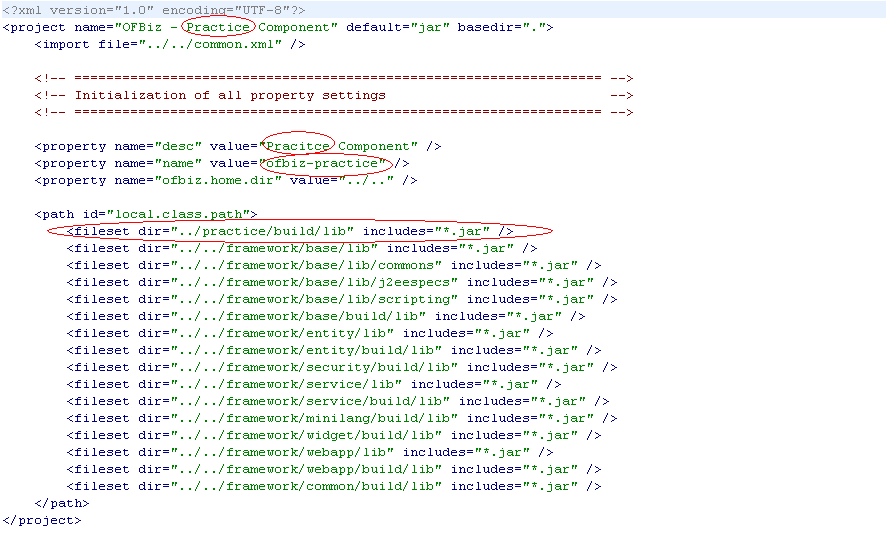 <?xml version="1.0" encoding="UTF-8"?>
<project name="OFBiz - Practice Component" default="jar" basedir=".">
<import file="../../common.xml" />
<!-- ================================================================== -->
<!-- Initialization of all property settings -->
<!-- ================================================================== -->
<property name="desc" value="Pracitce Component" />
<property name="name" value="ofbiz-practice" />
<property name="ofbiz.home.dir" value="../.." />
<path id="local.class.path">
<fileset dir="../practice/build/lib" includes="*.jar" />
<fileset dir="../../framework/base/lib" includes="*.jar" />
<fileset dir="../../framework/base/lib/commons" includes="*.jar" />
<fileset dir="../../framework/base/lib/j2eespecs" includes="*.jar" />
<fileset dir="../../framework/base/lib/scripting" includes="*.jar" />
<fileset dir="../../framework/base/build/lib" includes="*.jar" />
<fileset dir="../../framework/entity/lib" includes="*.jar" />
<fileset dir="../../framework/entity/build/lib" includes="*.jar" />
<fileset dir="../../framework/security/build/lib" includes="*.jar" />
<fileset dir="../../framework/service/lib" includes="*.jar" />
<fileset dir="../../framework/service/build/lib" includes="*.jar" />
<fileset dir="../../framework/minilang/build/lib" includes="*.jar" />
<fileset dir="../../framework/widget/build/lib" includes="*.jar" />
<fileset dir="../../framework/webapp/lib" includes="*.jar" />
<fileset dir="../../framework/webapp/build/lib" includes="*.jar" />
<fileset dir="../../framework/common/build/lib" includes="*.jar" />
</path>
</project>